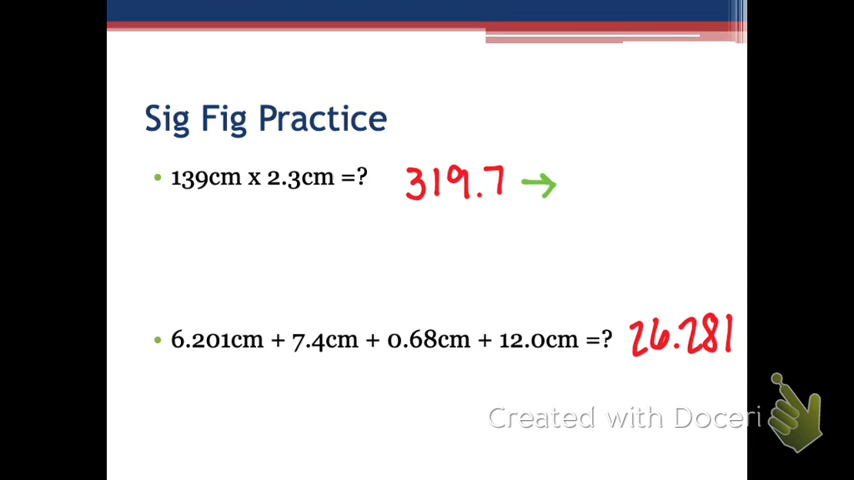 Sig Fig Practice
• 139cm x 2.3cm =? 319.7 →
• 6.201cm + 7.4cm + 0.68cm + 12.0cm =? 26.281
Created with Doceri